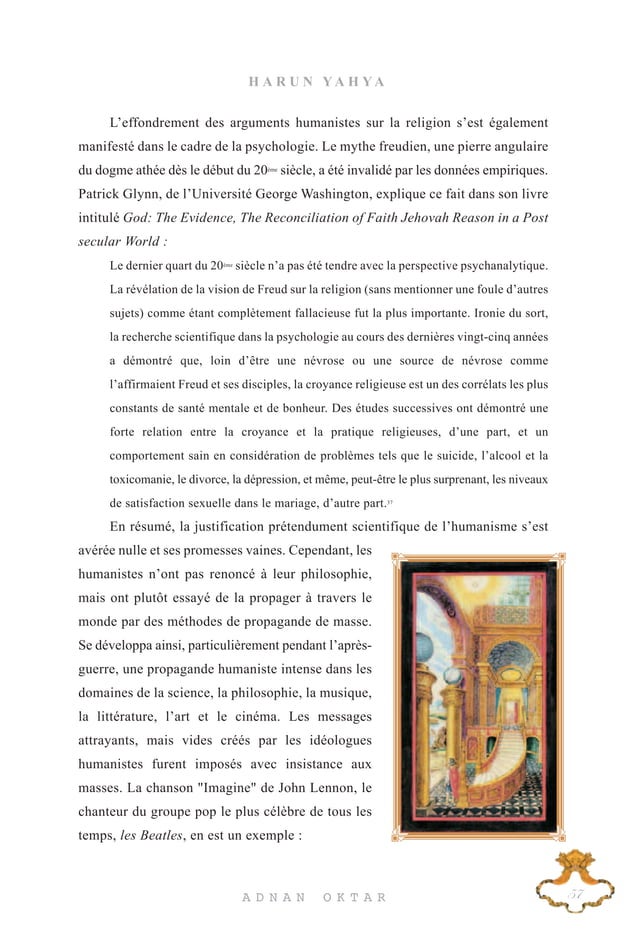 HARUN YAHYA
L’effondrement des arguments humanistes sur la religion s’est également
manifesté dans le cadre de la psychologie. Le mythe freudien, une pierre angulaire
du dogme athée dès le début du 20ème siècle, a été invalidé par les données empiriques.
Patrick Glynn, de l’Université George Washington, explique ce fait dans son livre
intitulé God: The Evidence, The Reconciliation of Faith Jehovah Reason in a Post
secular World :
Le dernier quart du 20ème siècle n’a pas été tendre avec la perspective psychanalytique.
La révélation de la vision de Freud sur la religion (sans mentionner une foule d’autres
sujets) comme étant complètement fallacieuse fut la plus importante. Ironie du sort,
la recherche scientifique dans la psychologie au cours des dernières vingt-cinq années
a démontré que, loin d’être une névrose ou une source de névrose comme
l’affirmaient Freud et ses disciples, la croyance religieuse est un des corrélats les plus
constants de santé mentale et de bonheur. Des études successives ont démontré une
forte relation entre la croyance et la pratique religieuses, d’une part, et un
comportement sain en considération de problèmes tels que le suicide, l’alcool et la
toxicomanie, le divorce, la dépression, et même, peut-être le plus surprenant, les niveaux
de satisfaction sexuelle dans le mariage, d’autre part.37
En résumé, la justification prétendument scientifique de l’humanisme s’est
avérée nulle et ses promesses vaines. Cependant, les
humanistes n’ont pas renoncé à leur philosophie,
mais ont plutôt essayé de la propager à travers le
monde par des méthodes de propagande de masse.
Se développa ainsi, particulièrement pendant l’après-
guerre, une propagande humaniste intense dans les
domaines de la science, la philosophie, la musique,
la littérature, l’art et le cinéma. Les messages
attrayants, mais vides créés par les idéologues
humanistes furent imposés avec insistance aux
masses. La chanson "Imagine" de John Lennon, le
chanteur du groupe pop le plus célèbre de tous les
temps, les Beatles, en est un exemple :
ADNAN OKTAR
57